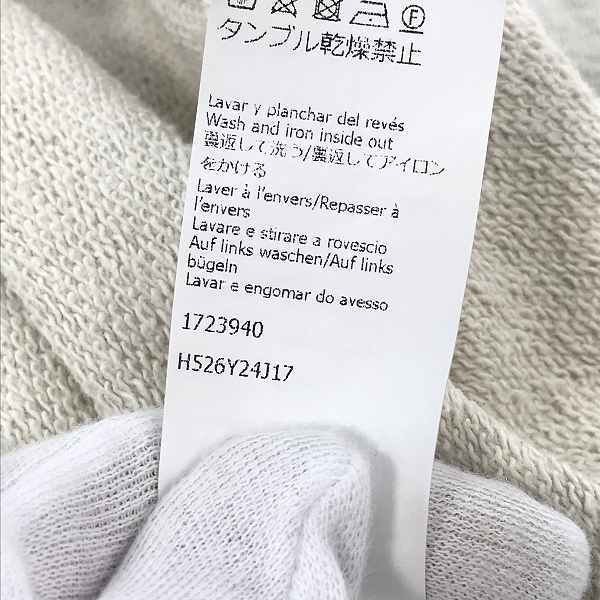 タンブル乾燥禁止
Lavar y planchar del revés
Wash and iron inside out
裏返して洗う/裏返してアイロン
をかける
Laver à l'envers/Repasser à
l'envers
Lavare e stirare a rovescio
Auf links waschen/Auf links
bügeln
Lavar e engomar do avesso
1723940
H526Y24J17